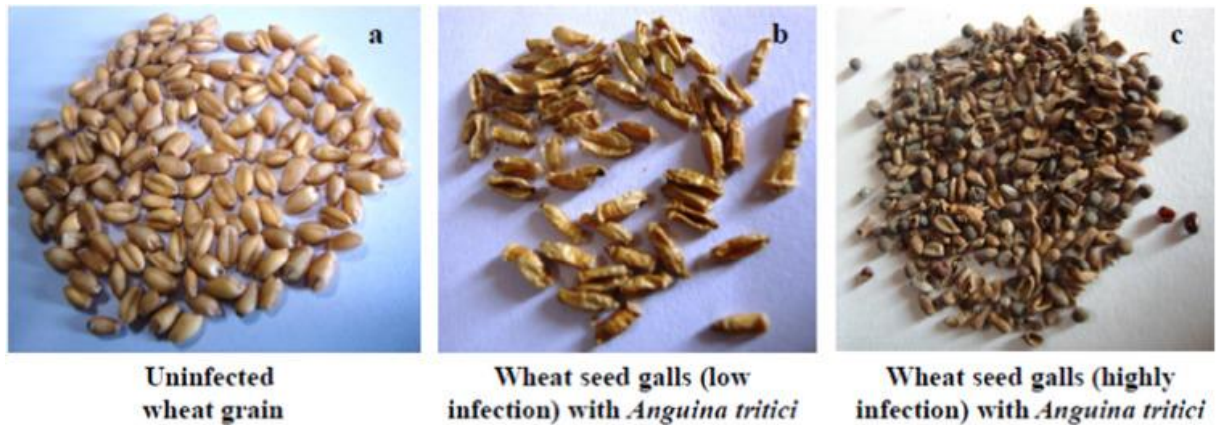 a
b
c
Uninfected
wheat grain
Wheat seed galls (low
infection) with Anguina tritici
Wheat seed galls (highly
infection) with Anguina tritici